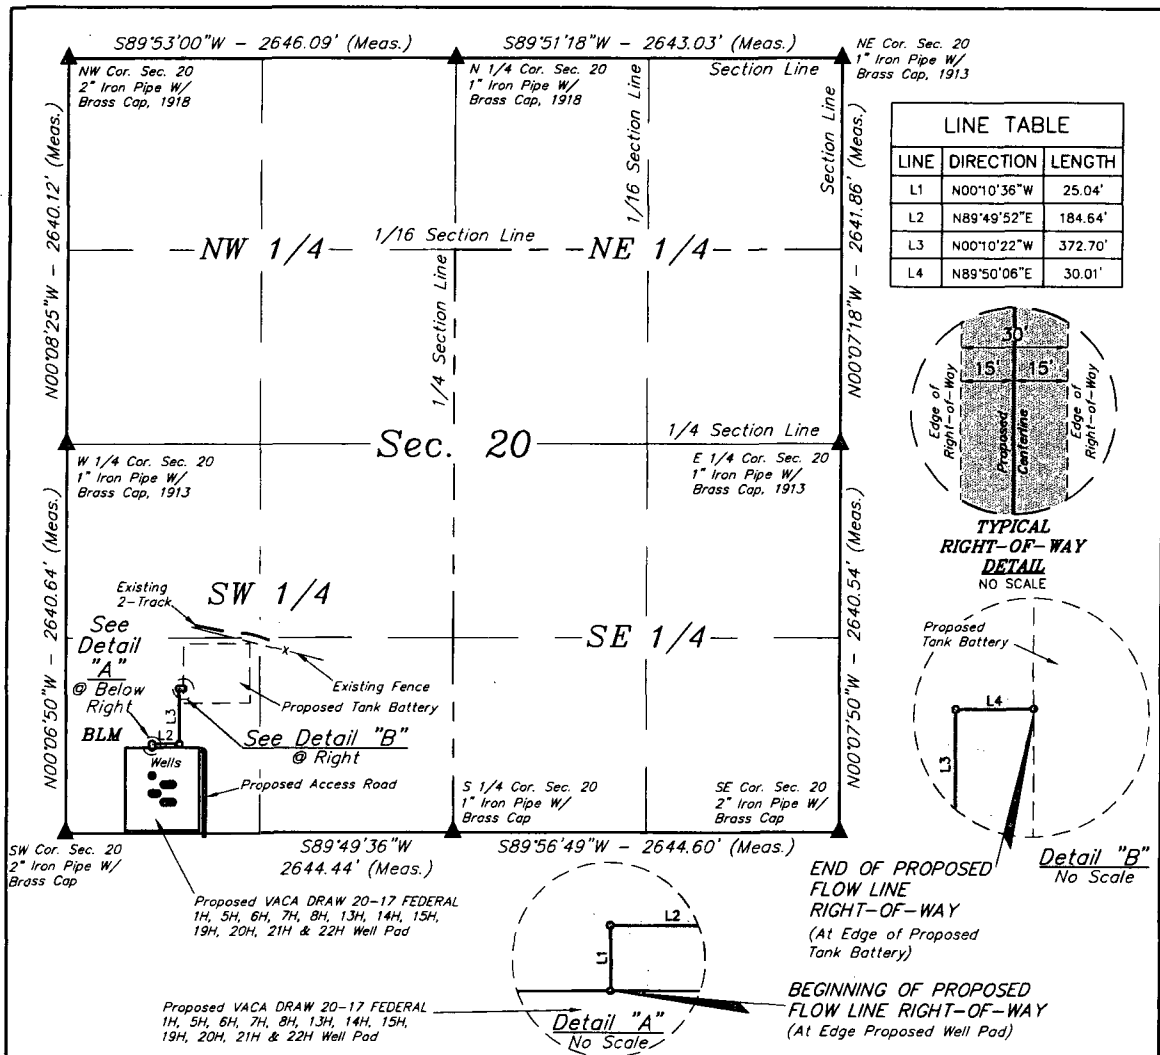 S89°53'00"W - 2646.09' (Meas.)
S89°51'18"W - 2643.03' (Meas.)
NW Cor. Sec. 20
2" Iron Pipe W/
Brass Cap, 1918
N 1/4 Cor. Sec. 20
1" Iron Pipe W/
Brass Cap, 1918
Section Line
NE Cor. Sec. 20
1" Iron Pipe W/
Brass Cap, 1913
N00°08'25"W - 2640.12' (Meas.)
1/16 Section Line
Section Line
N00°07'18"W - 2641.86' (Meas.)
NW 1/4
1/16 Section Line
NE 1/4
1/4 Section Line
LINE TABLE
LINE DIRECTION LENGTH
L1 N00°10'36"W 25.04'
L2 N89°49'52"E 184.64'
L3 N00°10'22"W 372.70'
L4 N89°50'06"E 30.01'
30'
15' 15'
Edge of
Right-of-Way
Proposed
Centerline
Edge of
Right-of-Way
TYPICAL
RIGHT-OF-WAY
DETAIL
NO SCALE
Sec. 20
1/4 Section Line
W 1/4 Cor. Sec. 20
1" Iron Pipe W/
Brass Cap, 1913
E 1/4 Cor. Sec. 20
1" Iron Pipe W/
Brass Cap, 1913
N00°06'50"W - 2640.64' (Meas.)
N00°07'50"W - 2640.54' (Meas.)
Existing
2-Track
SW 1/4
SE 1/4
See
Detail
"A"
@ Below
Right
BLM
x
Existing Fence
Proposed Tank Battery
L3
L2
See Detail "B"
@ Right
Wells
Proposed Access Road
Proposed
Tank Battery
L4
L3
Detail "B"
No Scale
S 1/4 Cor. Sec. 20
1" Iron Pipe W/
Brass Cap
SE Cor. Sec. 20
2" Iron Pipe W/
Brass Cap
SW Cor. Sec. 20
2" Iron Pipe W/
Brass Cap
S89°49'36"W
2644.44' (Meas.)
S89°56'49"W - 2644.60' (Meas.)
Proposed VACA DRAW 20-17 FEDERAL
1H, 5H, 6H, 7H, 8H, 13H, 14H, 15H,
19H, 20H, 21H & 22H Well Pad
END OF PROPOSED
FLOW LINE
RIGHT-OF-WAY
(At Edge of Proposed
Tank Battery)
L2
L1
Detail "A"
No Scale
Proposed VACA DRAW 20-17 FEDERAL
1H, 5H, 6H, 7H, 8H, 13H, 14H, 15H,
19H, 20H, 21H & 22H Well Pad
BEGINNING OF PROPOSED
FLOW LINE RIGHT-OF-WAY
(At Edge Proposed Well Pad)